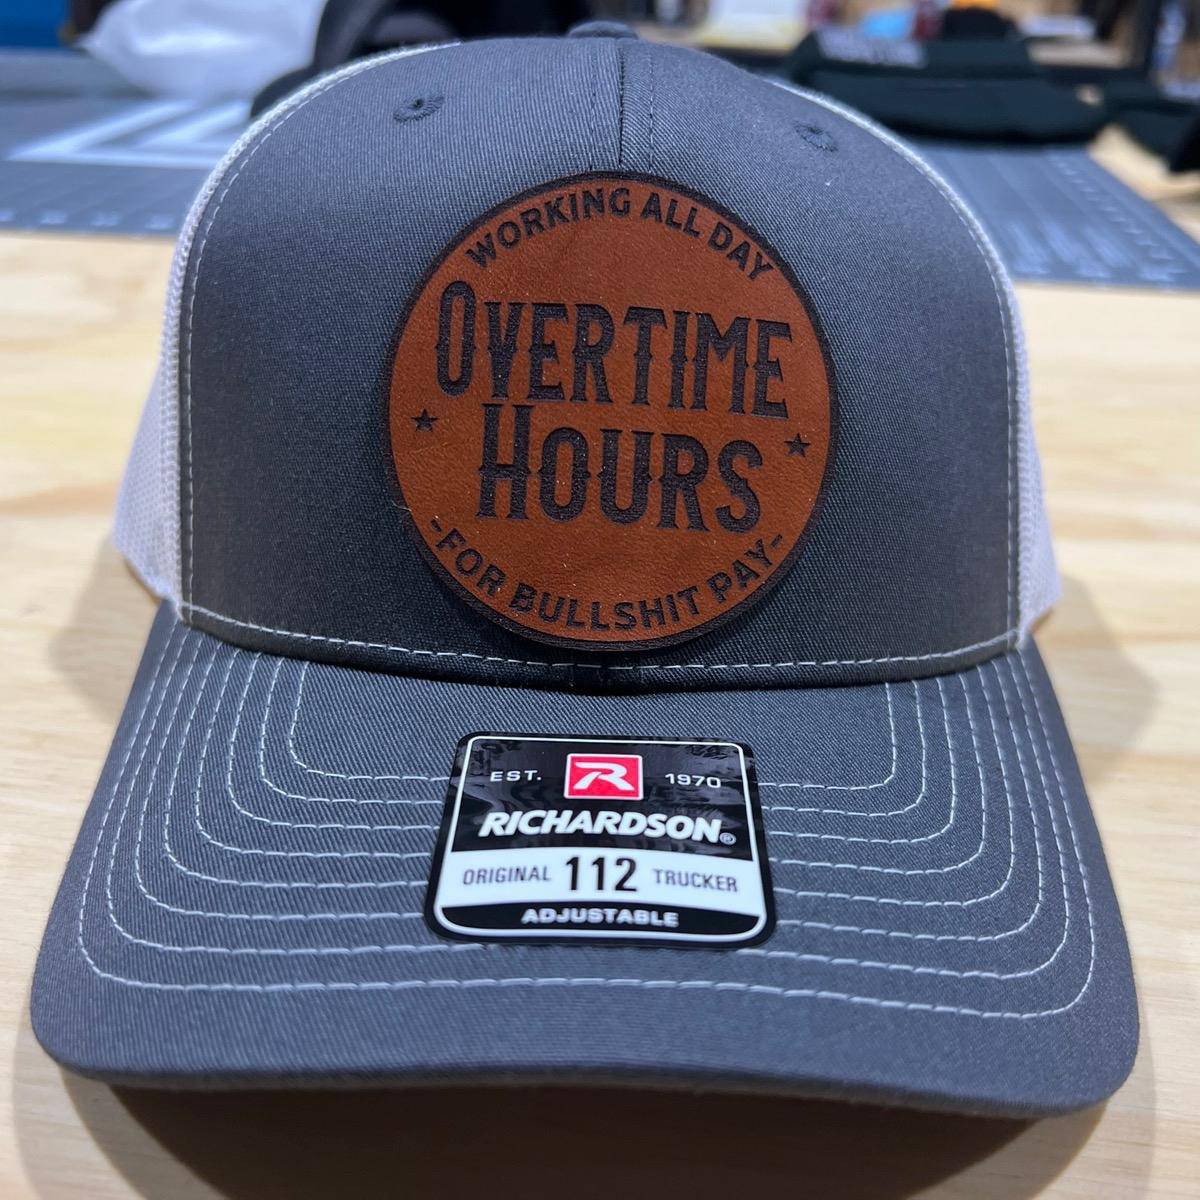 WORKING ALL DAY
OVERTIME
HOURS
-FOR BULLSHIT PAY-
EST. R 1970
RICHARDSON®
ORIGINAL 112 TRUCKER
ADJUSTABLE